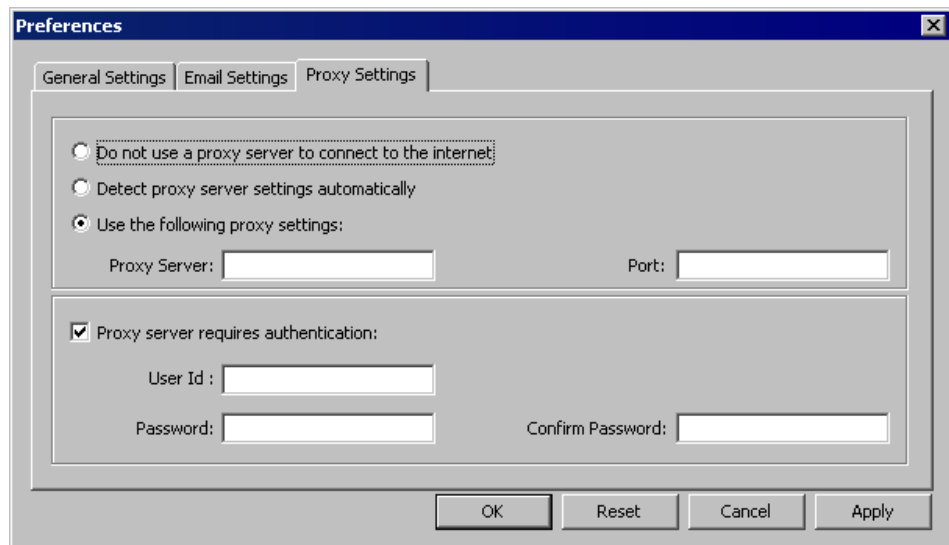 Preferences
General Settings Email Settings Proxy Settings
Do not use a proxy server to connect to the internet
Detect proxy server settings automatically
Use the following proxy settings:
Proxy Server: Port:
Proxy server requires authentication:
User Id :
Password: Confirm Password:
OK Reset Cancel Apply